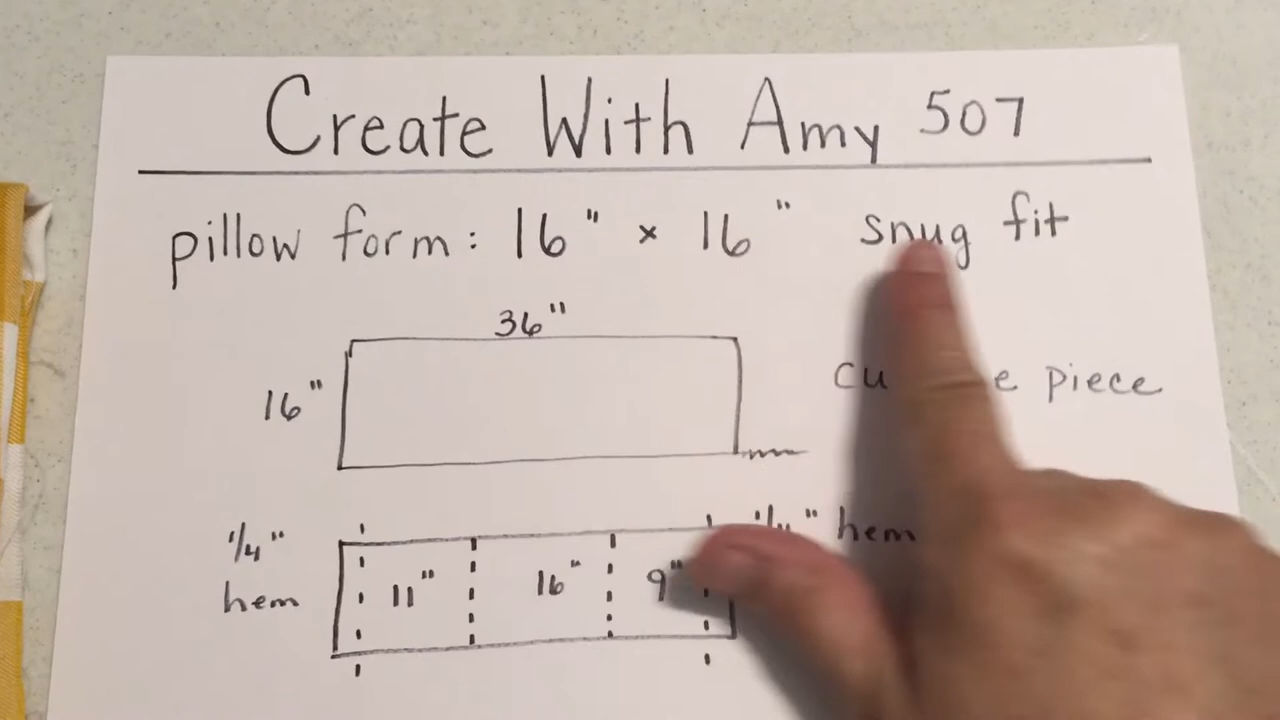 Create With Amy 507
pillow form: 16" x 16" snug fit
36"
16"
piece
1/4" hem
1/4"
hem
11" 16" 9"